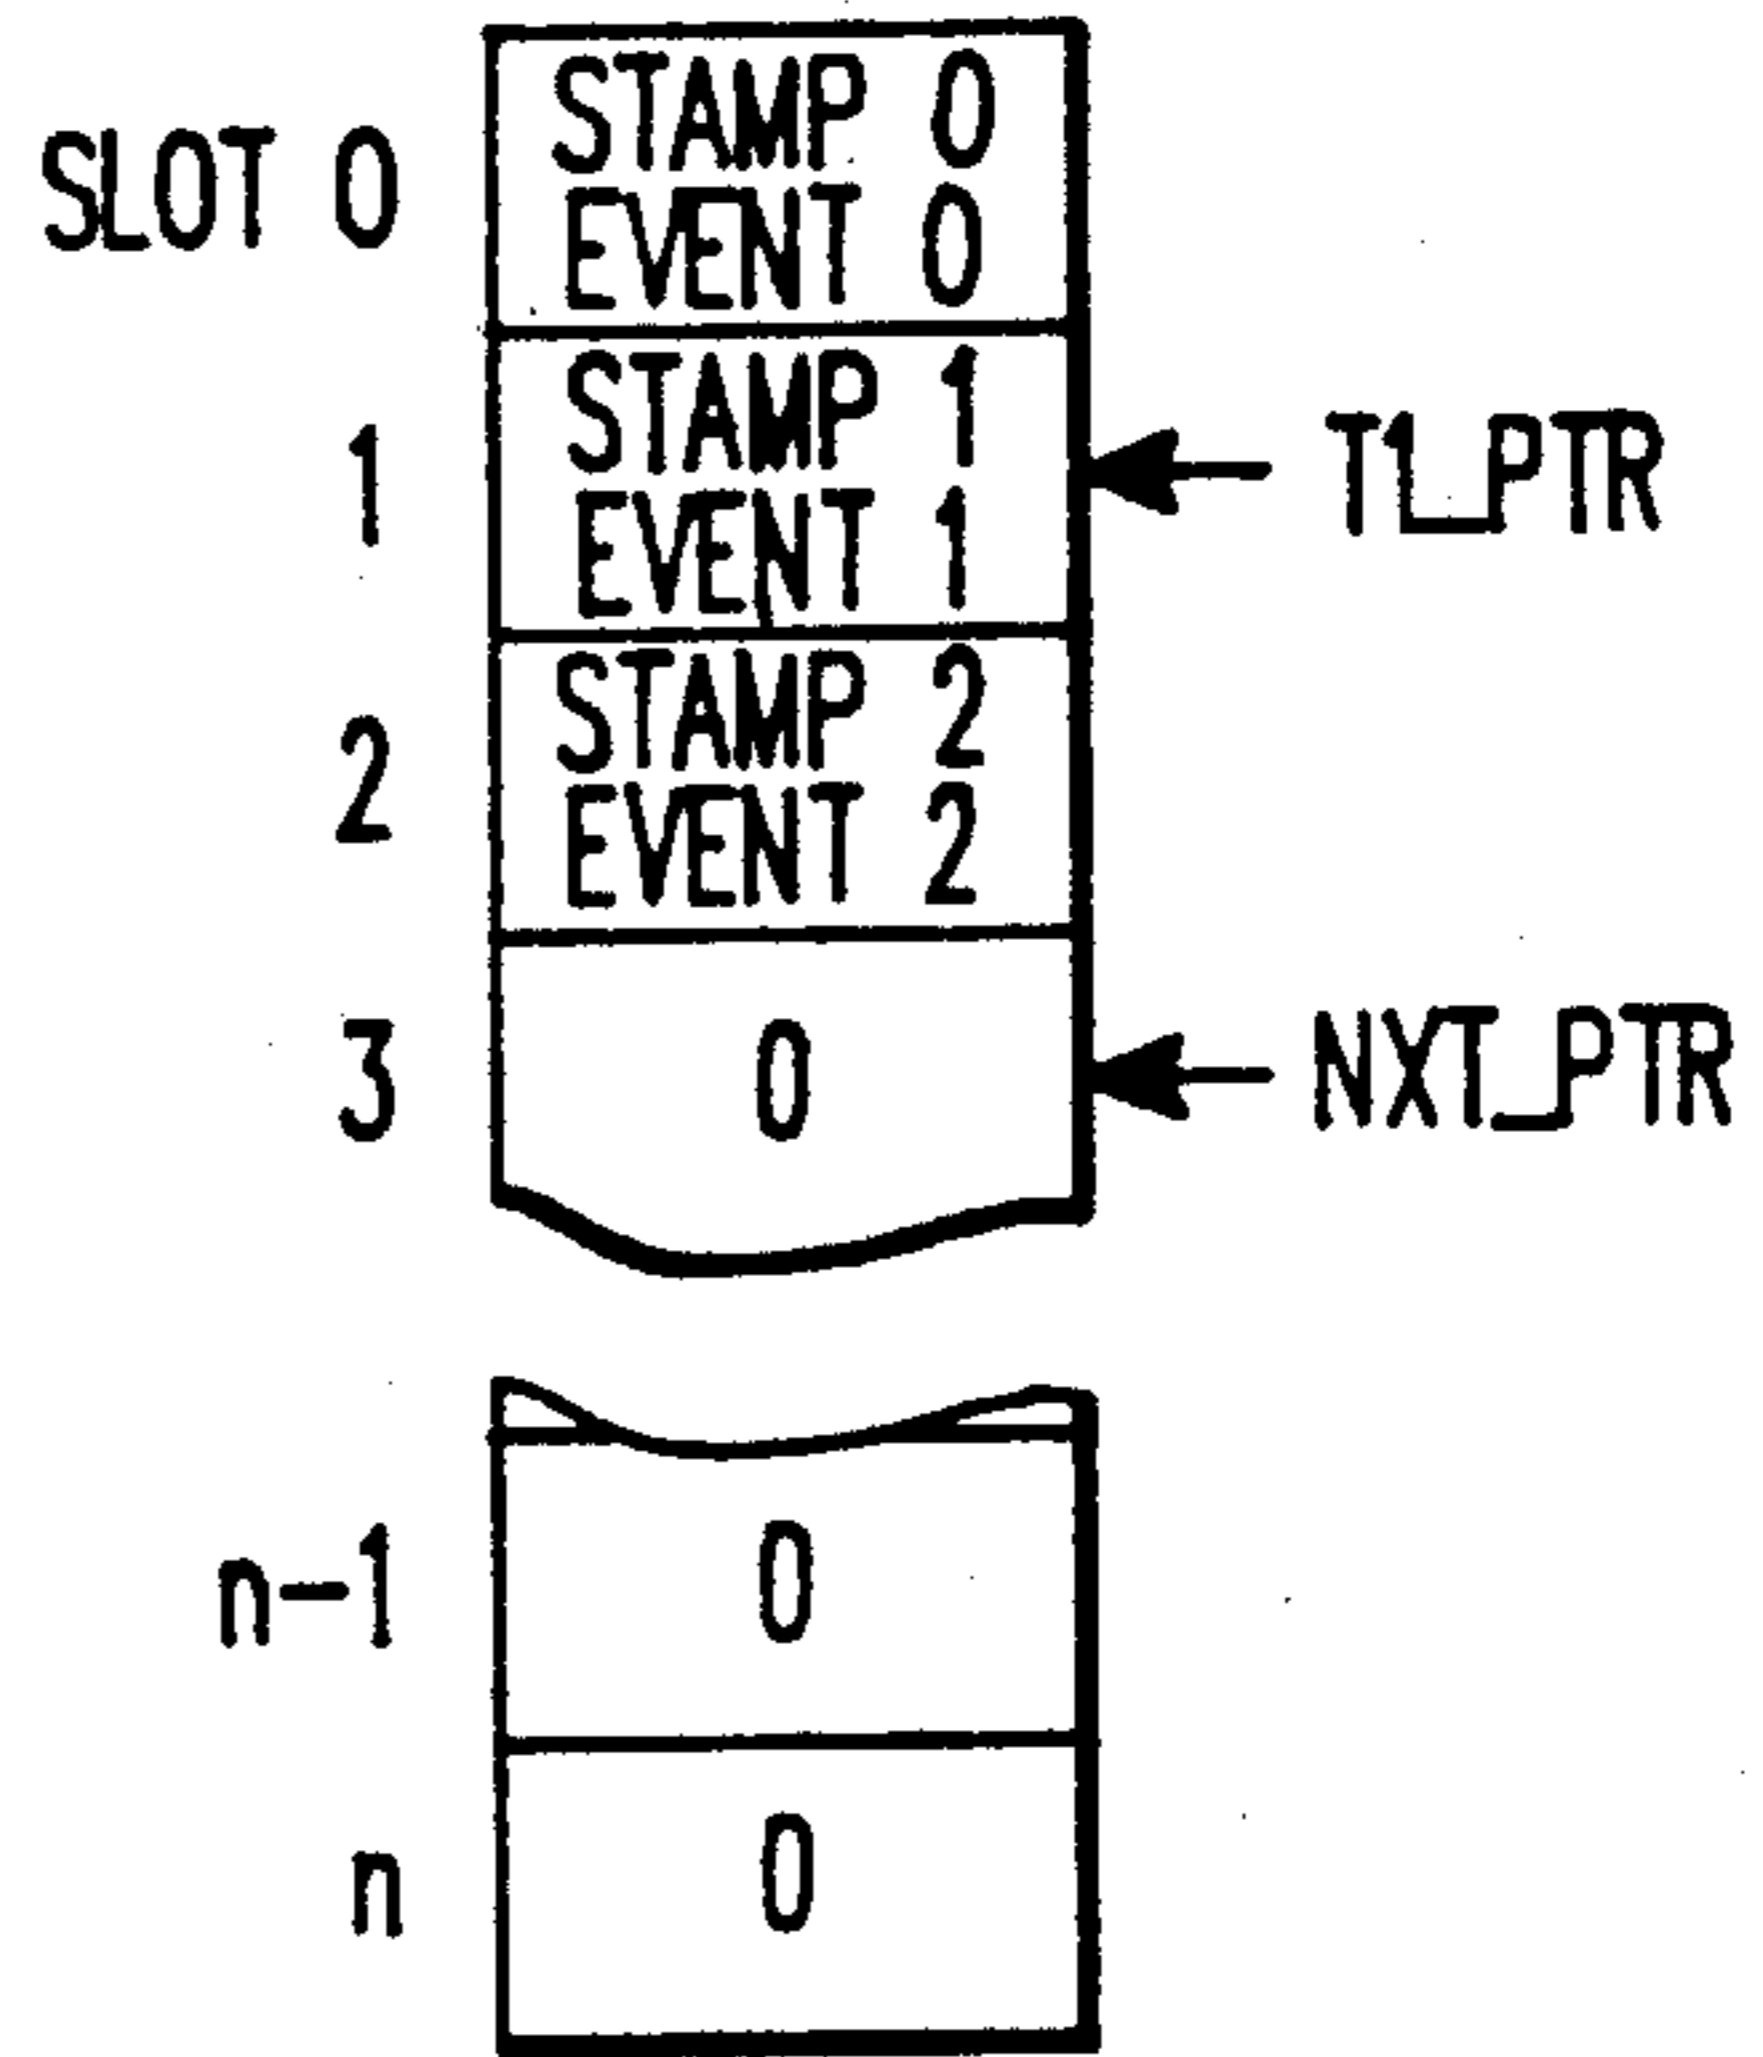 STAMP 0
SLOT 0
EVENT 0
STAMP 1
1
T1_PTR
EVENT 1
STAMP 2
2
EVENT 2
3
0
NXT_PTR
n-1
0
n
0